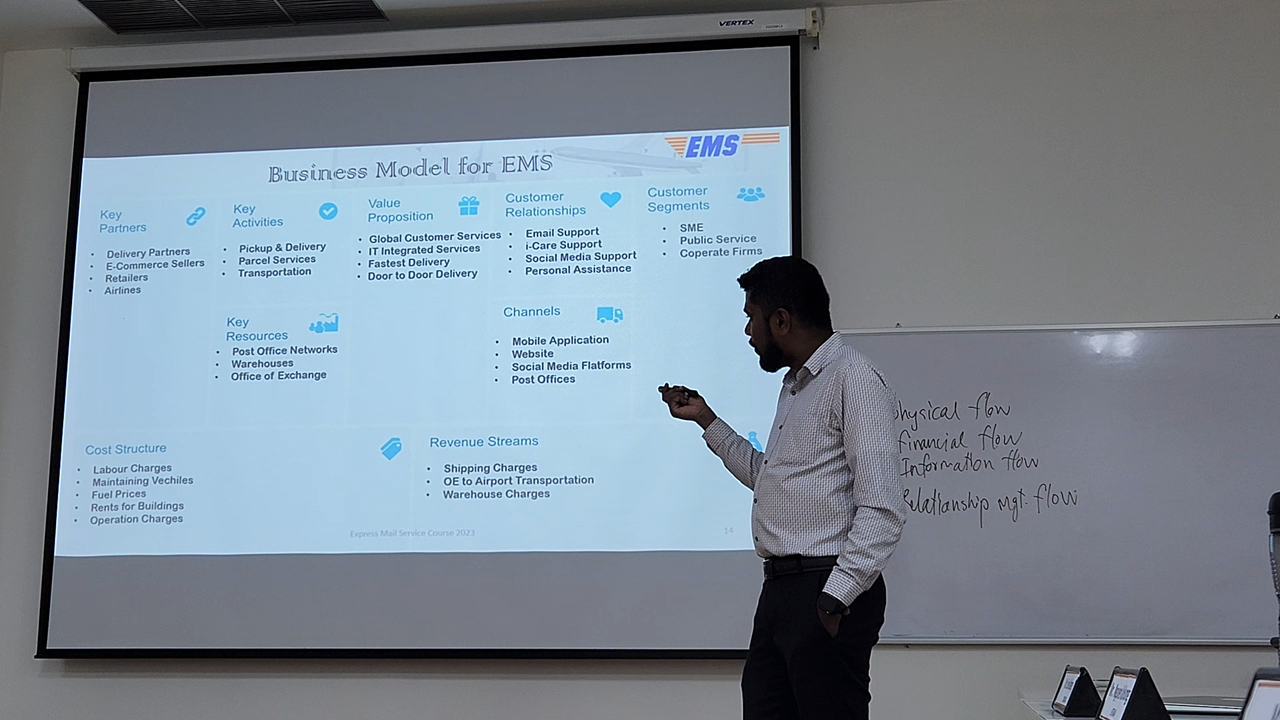 VERTEX
EMS
Business Model for EMS
Key
Partners
• Delivery Partners
• E-Commerce Sellers
• Retailers
• Airlines
Key
Activities
• Pickup & Delivery
• Parcel Services
• Transportation
Key
Resources
• Post Office Networks
• Warehouses
• Office of Exchange
Value
Proposition
• Global Customer Services
• IT Integrated Services
• Fastest Delivery
• Door to Door Delivery
Customer
Relationships
• Email Support
• i-Care Support
• Social Media Support
• Personal Assistance
Channels
• Mobile Application
• Website
• Social Media Flatforms
• Post Offices
Customer
Segments
• SME
• Public Service
• Coperate Firms
Cost Structure
• Labour Charges
• Maintaining Vechiles
• Fuel Prices
• Rents for Buildings
• Operation Charges
Revenue Streams
• Shipping Charges
• OE to Airport Transportation
• Warehouse Charges
Express Mail Service Course 2023
14
Physical flow
Financial flow
Information flow
Relationship mgt flow